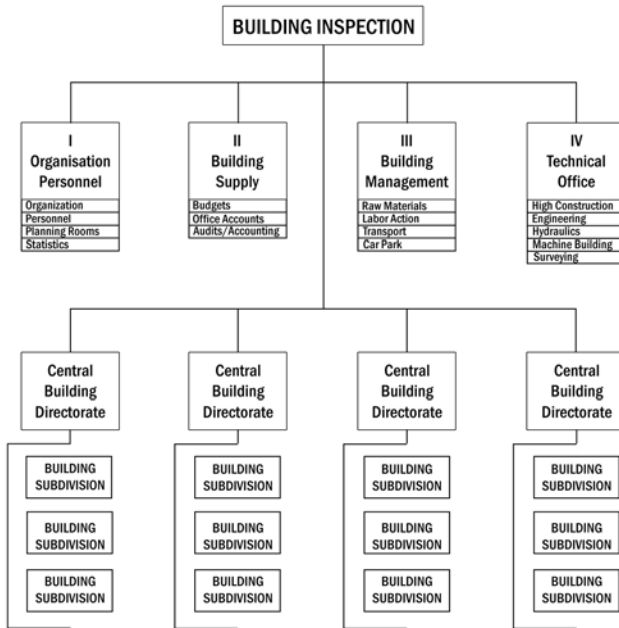 BUILDING INSPECTION
I
Organisation
Personnel
Organization
Personnel
Planning Rooms
Statistics
II
Building
Supply
Budgets
Office Accounts
Audits/Accounting
III
Building
Management
Raw Materials
Labor Action
Transport
Car Park
IV
Technical
Office
High Construction
Engineering
Hydraulics
Machine Building
Surveying
Central
Building
Directorate
BUILDING
SUBDIVISION
BUILDING
SUBDIVISION
BUILDING
SUBDIVISION
Central
Building
Directorate
BUILDING
SUBDIVISION
BUILDING
SUBDIVISION
BUILDING
SUBDIVISION
Central
Building
Directorate
BUILDING
SUBDIVISION
BUILDING
SUBDIVISION
BUILDING
SUBDIVISION
Central
Building
Directorate
BUILDING
SUBDIVISION
BUILDING
SUBDIVISION
BUILDING
SUBDIVISION